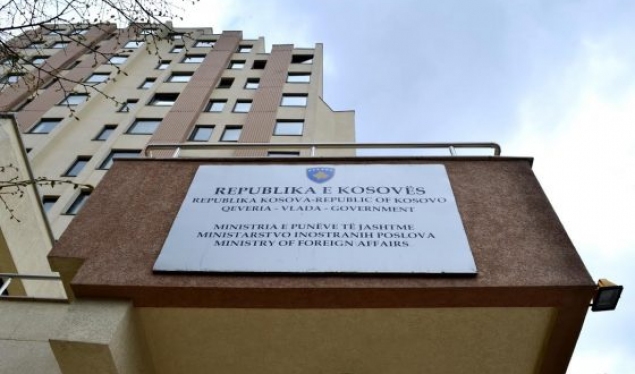 REPUBLIKA E KOSOVËS
REPUBLIKA KOSOVA-REPUBLIC OF KOSOVO
QEVERIA - VLADA - GOVERNMENT
MINISTRIA E PUNËVE TË JASHTME
MINISTARSTVO INOSTRANIH POSLOVA
MINISTRY OF FOREIGN AFFAIRS